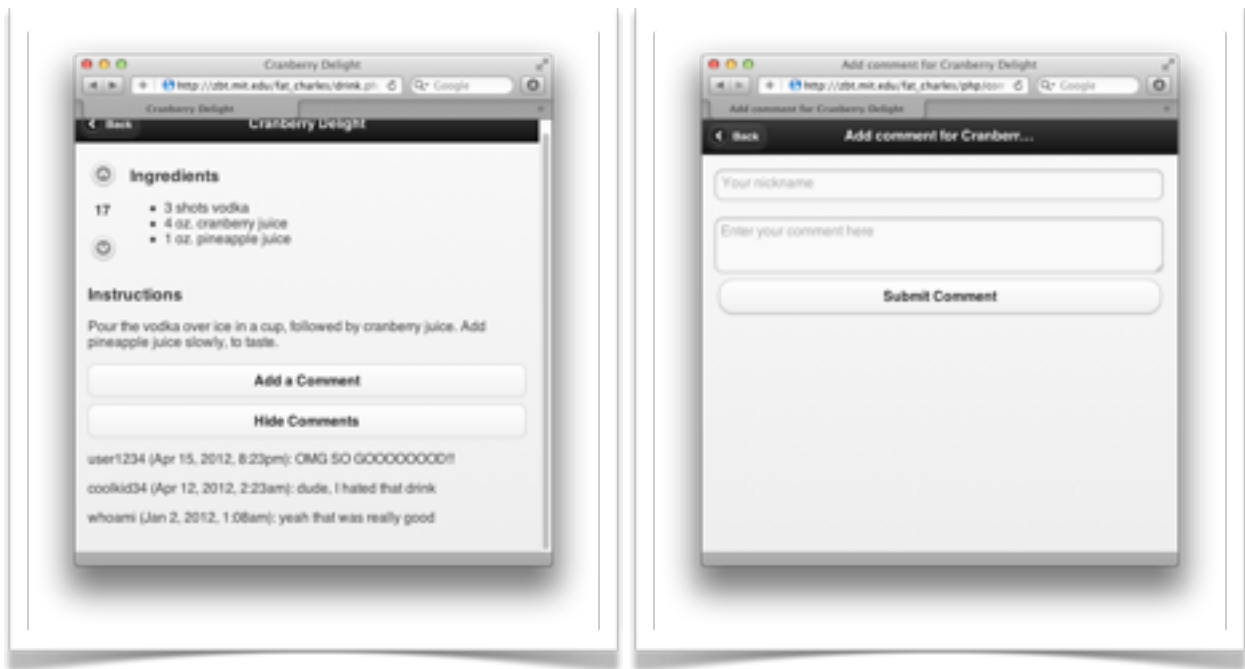 Cranberry Delight
http://zbt.mit.edu/fat_charles/drink.ph
Google
Cranberry Delight
Back
Cranberry Delight
Ingredients
17
• 3 shots vodka
• 4 oz. cranberry juice
• 1 oz. pineapple juice
Instructions
Pour the vodka over ice in a cup, followed by cranberry juice. Add
pineapple juice slowly, to taste.
Add a Comment
Hide Comments
user1234 (Apr 15, 2012, 8:23pm): OMG SO GOOOOOOOD!!
coolkid34 (Apr 12, 2012, 2:23am): dude, I hated that drink
whoami (Jan 2, 2012, 1:08am): yeah that was really good
Add comment for Cranberry Delight
http://zbt.mit.edu/fat_charles/php/com
Google
Add comment for Cranberry Delight
Back
Add comment for Cranberr...
Your nickname
Enter your comment here
Submit Comment